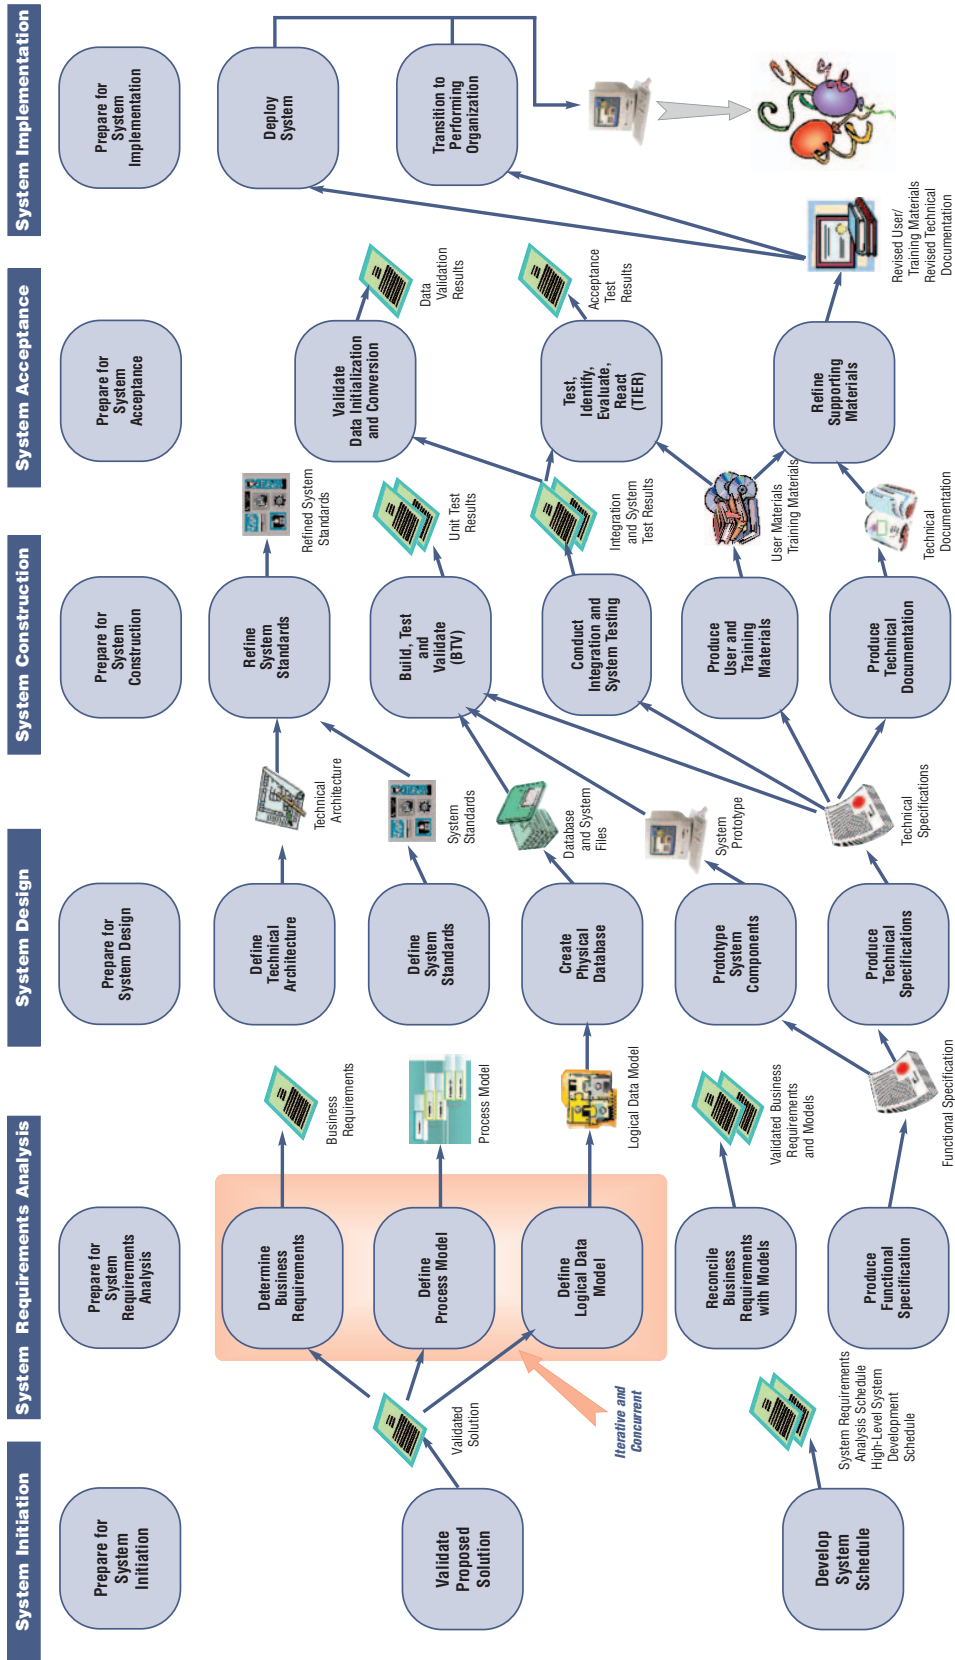 System Initiation
Prepare for
System
Initiation
Validate
Proposed
Solution
Validated
Solution
Develop
System
Schedule
System Requirements
Analysis Schedule
High-Level System
Development
Schedule
System Requirements Analysis
Prepare for
System
Requirements
Analysis
Determine
Business
Requirements
Business
Requirements
Define
Process Model
Process Model
Define
Logical Data
Model
Logical Data Model
Iterative and
Concurrent
Reconcile
Business
Requirements
with Models
Validated Business
Requirements
and Models
Produce
Functional
Specification
Functional Specification
System Design
Prepare for
System Design
Define
Technical
Architecture
Technical
Architecture
Define
System
Standards
System
Standards
Create
Physical
Database
Database
and System
Files
Prototype
System
Components
System
Prototype
Produce
Technical
Specifications
Technical
Specifications
System Construction
Prepare for
System
Construction
Refine
System
Standards
Refined System
Standards
Build, Test
and
Validate
(BTV)
Unit Test
Results
Conduct
Integration and
System Testing
Integration
and System
Test Results
Produce
User and
Training
Materials
User Materials
Training Materials
Produce
Technical
Documentation
Technical
Documentation
System Acceptance
Prepare for
System
Acceptance
Validate
Data Initialization
and Conversion
Data
Validation
Results
Test,
Identify,
Evaluate,
React
(TIER)
Acceptance
Test
Results
Refine
Supporting
Materials
Revised User/
Training Materials
Revised Technical
Documentation
System Implementation
Prepare for
System
Implementation
Deploy
System
Transition to
Performing
Organization